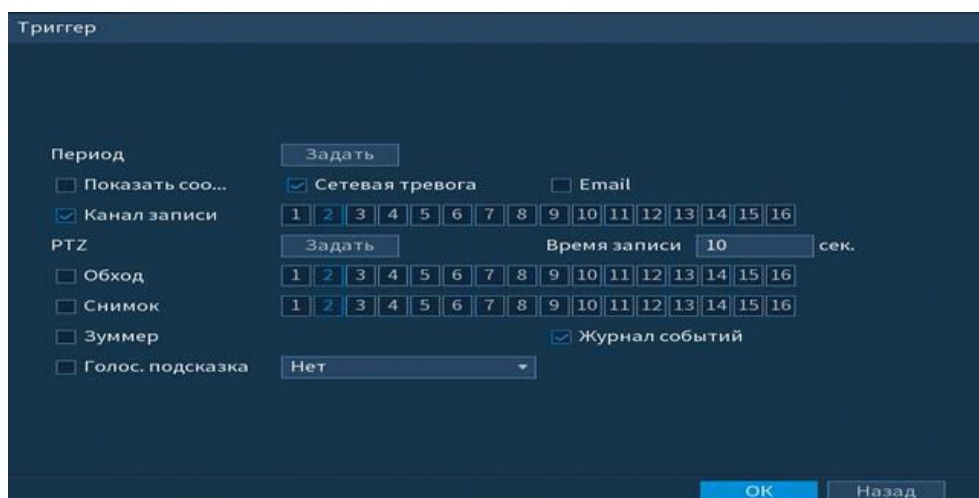 Триггер
Период Задать
Показать соо... Сетевая тревога Email
Канал записи 1 2 3 4 5 6 7 8 9 10 11 12 13 14 15 16
PTZ Задать Время записи 10 сек.
Обход 1 2 3 4 5 6 7 8 9 10 11 12 13 14 15 16
Снимок 1 2 3 4 5 6 7 8 9 10 11 12 13 14 15 16
Зуммер Журнал событий
Голос. подсказка Нет
OK Назад